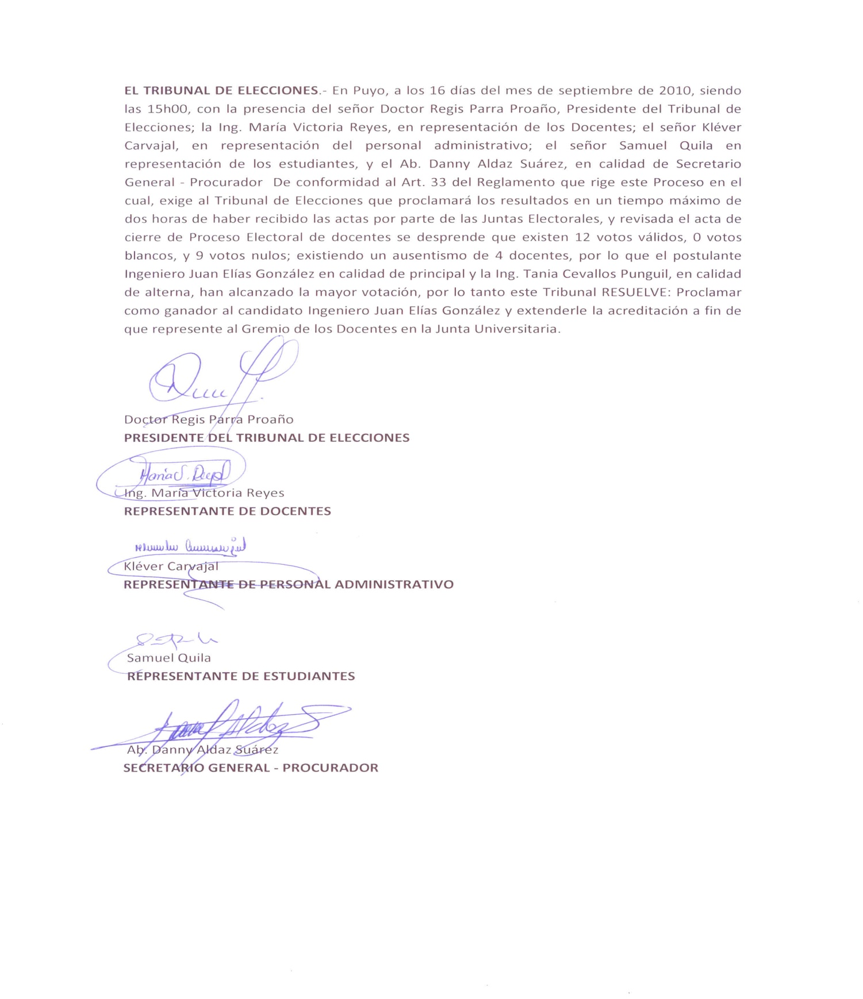 EL TRIBUNAL DE ELECCIONES.- En Puyo, a los 16 días del mes de septiembre de 2010, siendo
las 15h00, con la presencia del señor Doctor Regis Parra Proaño, Presidente del Tribunal de
Elecciones; la Ing. María Victoria Reyes, en representación de los Docentes; el señor Kléver
Carvajal, en representación del personal administrativo; el señor Samuel Quila en
representación de los estudiantes, y el Ab. Danny Aldaz Suárez, en calidad de Secretario
General - Procurador De conformidad al Art. 33 del Reglamento que rige este Proceso en el
cual, exige al Tribunal de Elecciones que proclamará los resultados en un tiempo máximo de
dos horas de haber recibido las actas por parte de las Juntas Electorales, y revisada el acta de
cierre de Proceso Electoral de docentes se desprende que existen 12 votos válidos, 0 votos
blancos, y 9 votos nulos; existiendo un ausentismo de 4 docentes, por lo que el postulante
Ingeniero Juan Elías González en calidad de principal y la Ing. Tania Cevallos Punguil, en calidad
de alterna, han alcanzado la mayor votación, por lo tanto este Tribunal RESUELVE: Proclamar
como ganador al candidato Ingeniero Juan Elías González y extenderle la acreditación a fin de
que represente al Gremio de los Docentes en la Junta Universitaria.
Doctor Regis Parra Proaño
PRESIDENTE DEL TRIBUNAL DE ELECCIONES
Ing. María Victoria Reyes
REPRESENTANTE DE DOCENTES
Kléver Carvajal
REPRESENTANTE DE PERSONAL ADMINISTRATIVO
Samuel Quila
REPRESENTANTE DE ESTUDIANTES
Ab. Danny Aldaz Suárez
SECRETARIO GENERAL - PROCURADOR